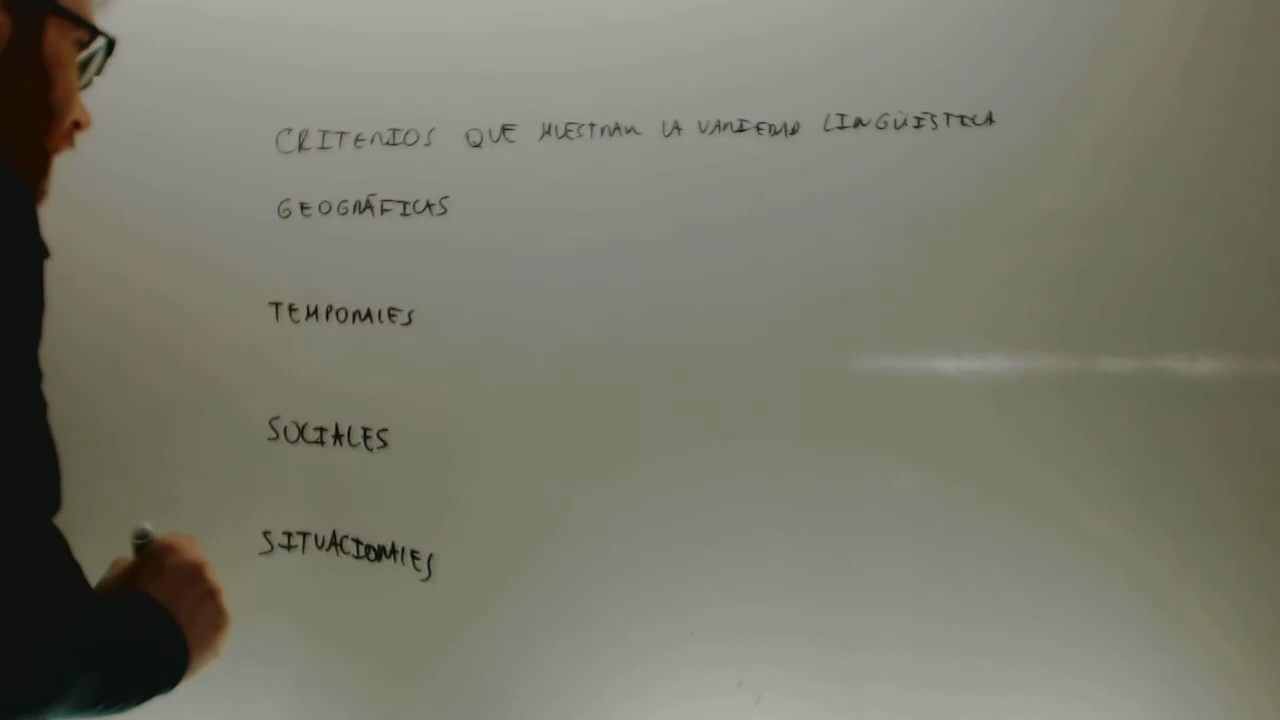 CRITERIOS QUE MUESTRAN LA VARIEDAD LINGÜÍSTICA
GEOGRÁFICAS
TEMPORALES
SOCIALES
SITUACIONALES